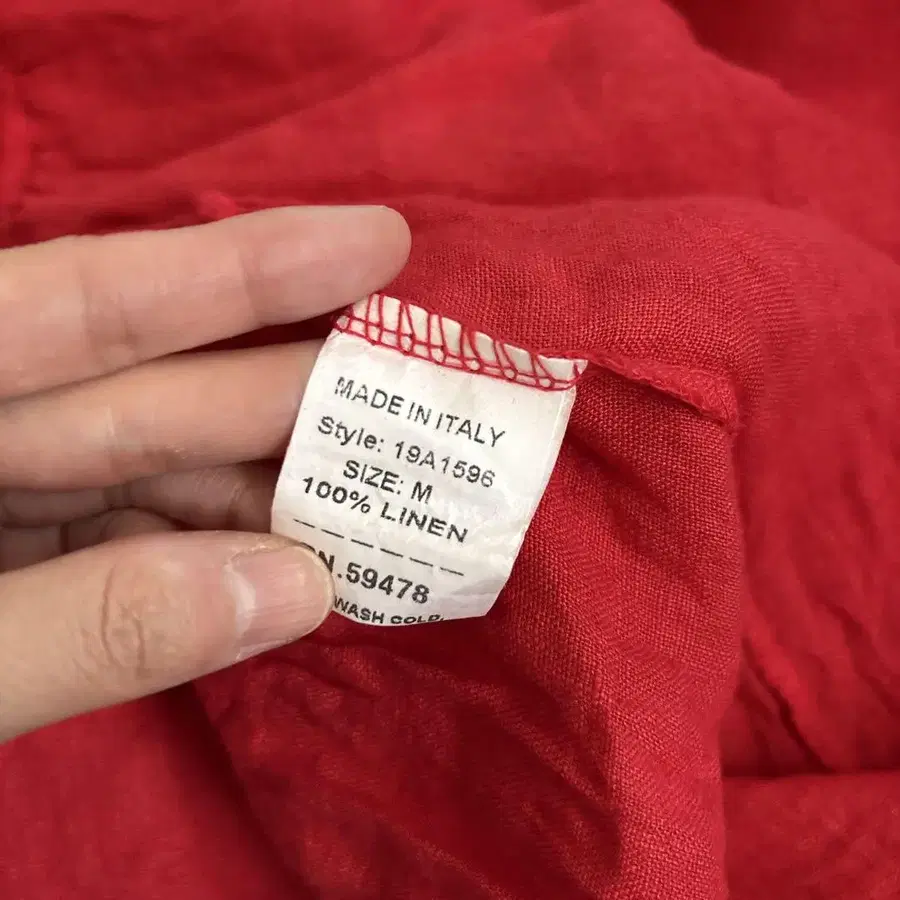 MADE IN ITALY
Style: 19A1596
SIZE: M
100% LINEN
N.59478
WASH COLD.